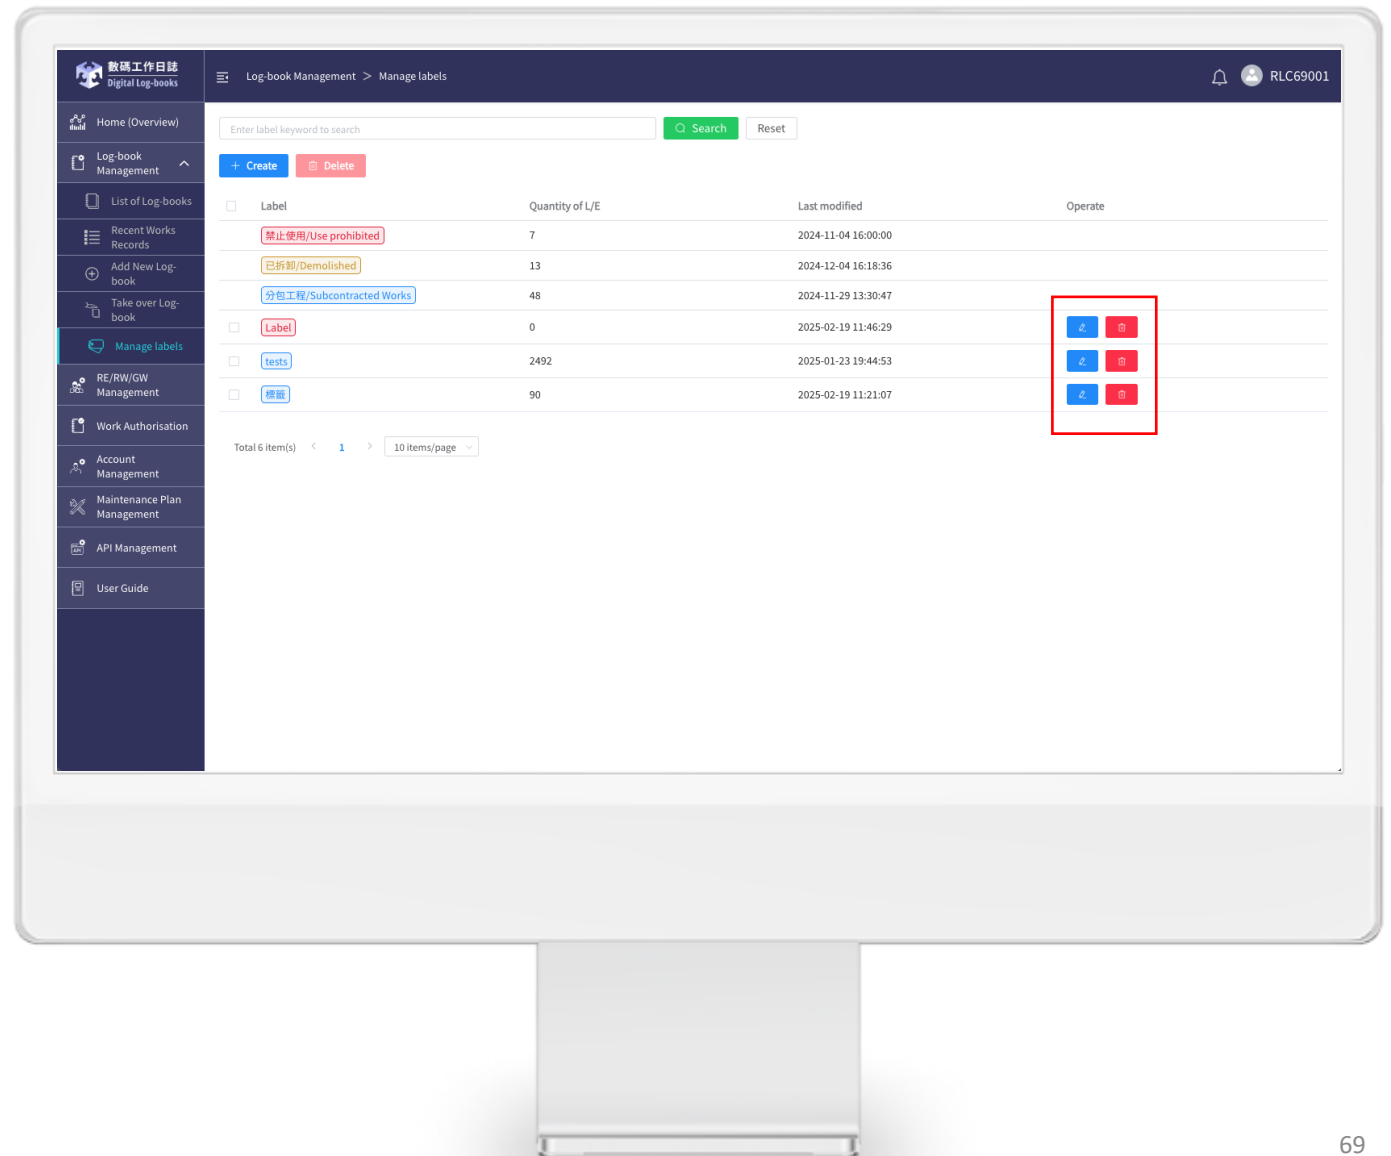 數碼工作日誌
Digital Log-books
Log-book Management > Manage labels
RLC69001
Home (Overview)
Log-book
Management
List of Log-books
Recent Works
Records
Add New Log-
book
Take over Log-
book
Manage labels
RE/RW/GW
Management
Work Authorisation
Account
Management
Maintenance Plan
Management
API
API Management
User Guide
Enter label keyword to search
Search
Reset
+ Create
Delete
Label Quantity of L/E Last modified Operate
禁止使用/Use prohibited 7 2024-11-04 16:00:00
已拆卸/Demolished 13 2024-12-04 16:18:36
分包工程/Subcontracted Works 48 2024-11-29 13:30:47
Label 0 2025-02-19 11:46:29
tests 2492 2025-01-23 19:44:53
標籤 90 2025-02-19 11:21:07
Total 6 item(s) < 1 > 10 items/page
69